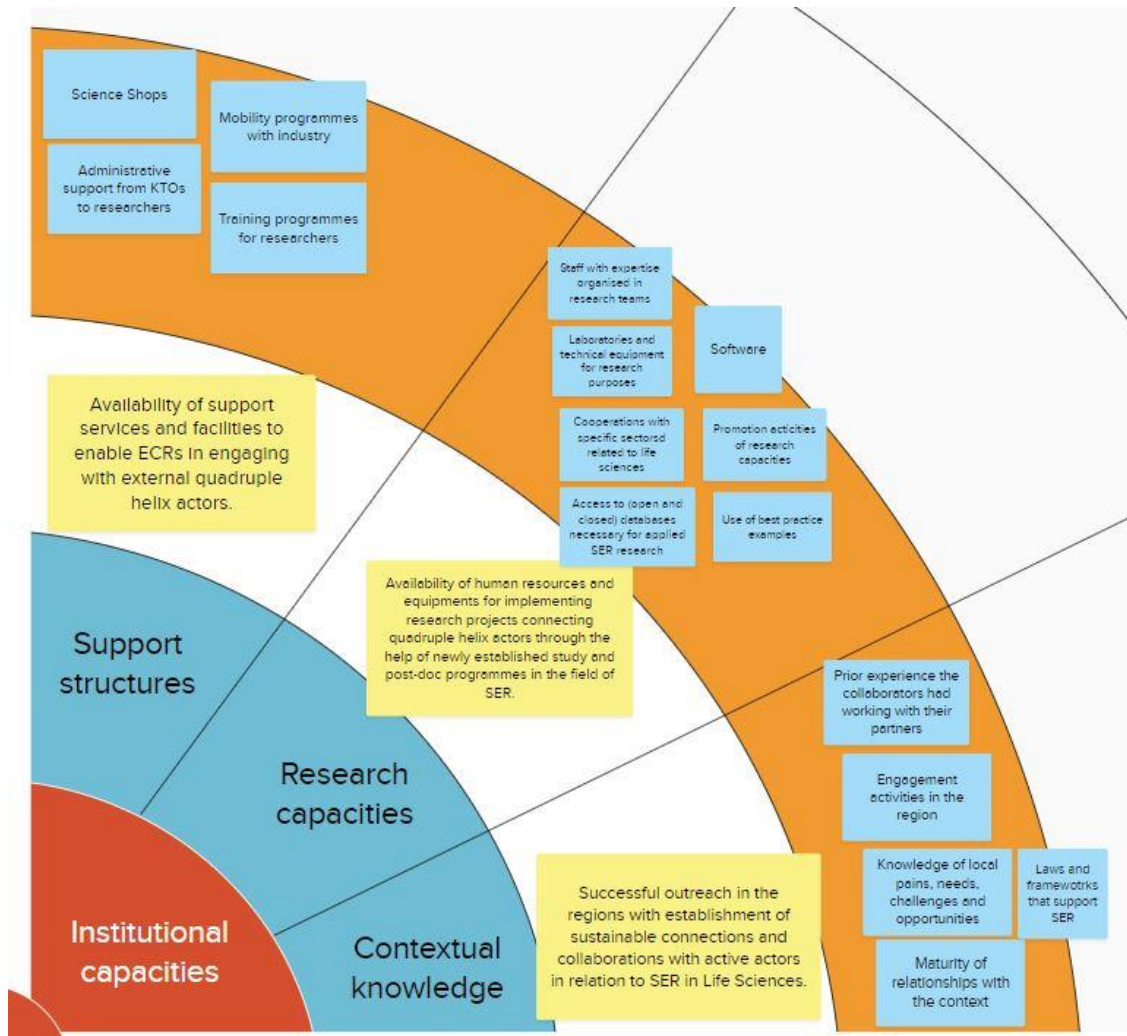 Science Shops
Mobility programmes
with industry
Administrative
support from KTOs
to researchers
Training programmes
for researchers
Availability of support
services and facilities to
enable ECRs in engaging
with external quadruple
helix actors.
Support
structures
Staff with expertise
organised in
research teams
Software
Laboratories and
technical equipment
for research
purposes
Cooperations with
specific sectorsd
related to life
sciences
Promotion acticities
of research
capacities
Access to (open and
closed) databases
necessary for applied
SER research
Use of best practice
examples
Availability of human resources and
equipments for implementing
research projects connecting
quadruple helix actors through the
help of newly established study and
post-doc programmes in the field of
SER.
Research
capacities
Prior experience the
collaborators had
working with their
partners
Engagement
activities in the
region
Knowledge of local
pains, needs,
challenges and
opportunities
Laws and
framewotrks
that support
SER
Maturity of
relationships with
the context
Successful outreach in the
regions with establishment of
sustainable connections and
collaborations with active actors
in relation to SER in Life Sciences.
Contextual
knowledge
Institutional
capacities